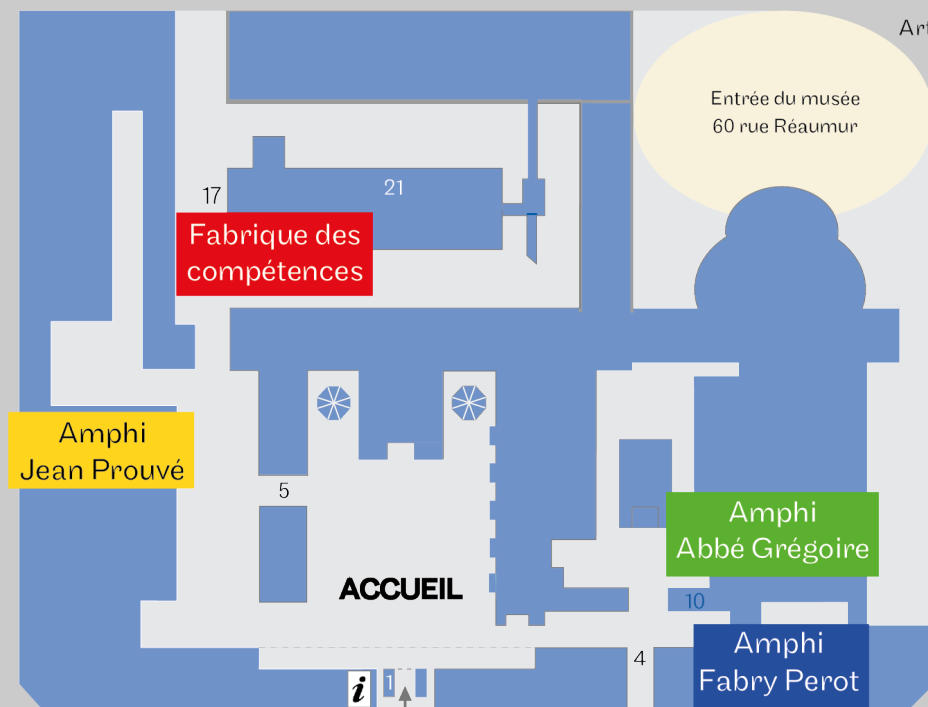 Art
Entrée du musée
60 rue Réaumur
21
17
Fabrique des
compétences
Amphi
Jean Prouvé
5
Amphi
Abbé Grégoire
ACCUEIL
10
Amphi
Fabry Perot
4
i
1